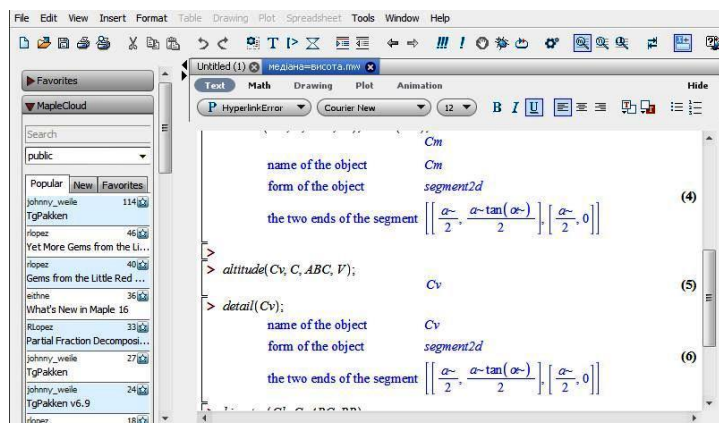 File Edit View Insert Format Table Drawing Plot Spreadsheet Tools Window Help
Untitled (1) медіана=висота.mw
Text Math Drawing Plot Animation Hide
P HyperlinkError Courier New 12 B I U
Favorites
MapleCloud
Search
public
Popular New Favorites
johnny_weile 114
TgPakken
rlopez 46
Yet More Gems from the Li...
rlopez 40
Gems from the Little Red ...
eithne 36
What's New in Maple 16
RLopez 33
Partial Fraction Decomposi...
johnny_weile 27
TgPakken
johnny_weile 24
TgPakken v6.9
rlopez 18
Cm
name of the object Cm
form of the object segment2d
the two ends of the segment [[a~/2, a~ tan(α~)/2], [a~/2, 0]] (4)
>
> altitude(Cv, C, ABC, V);
Cv (5)
> detail(Cv);
name of the object Cv
form of the object segment2d
the two ends of the segment [[a~/2, a~ tan(α~)/2], [a~/2, 0]] (6)